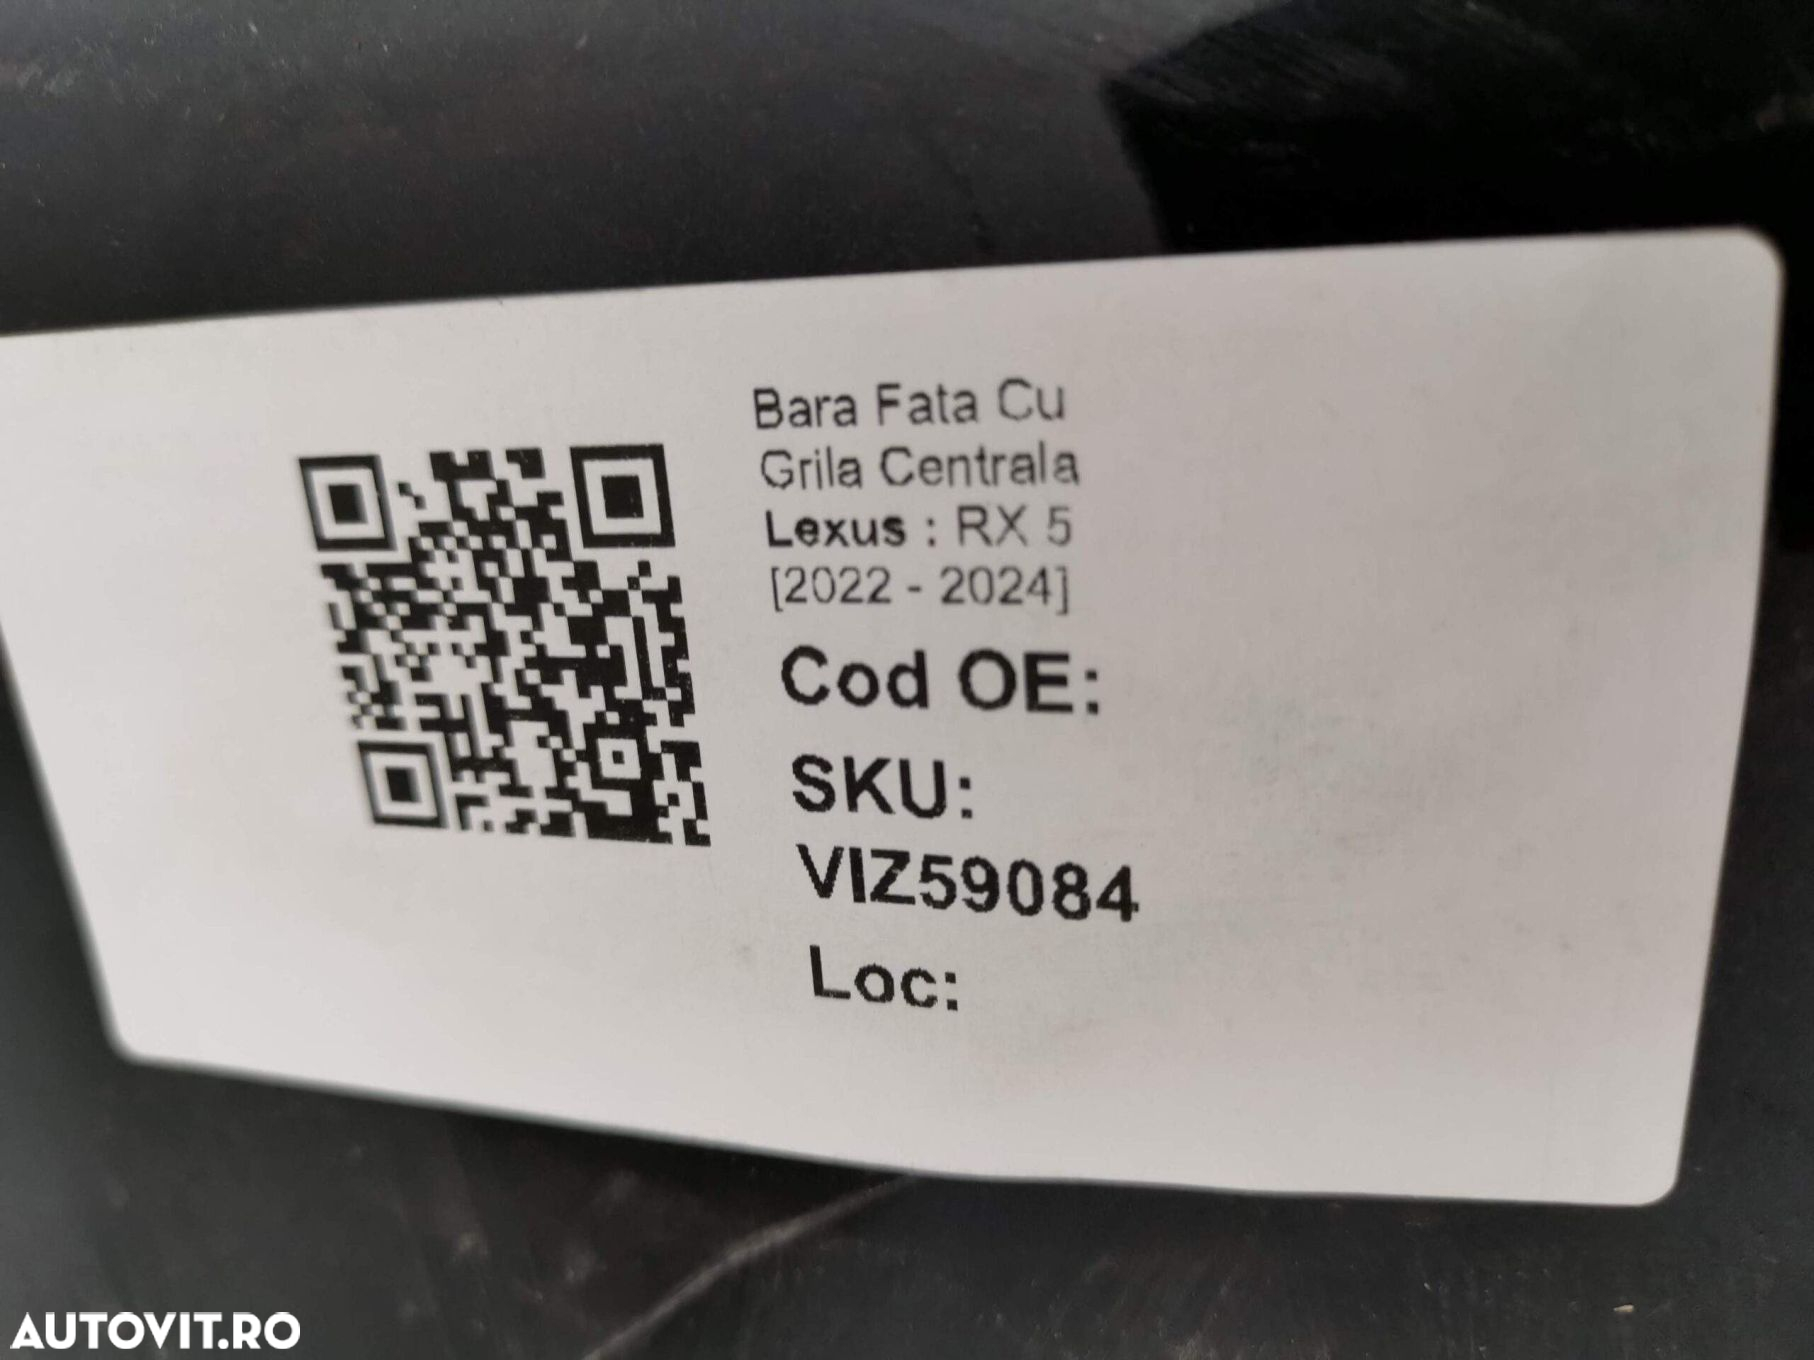 Bara Fata Cu
Grila Centrala
Lexus : RX 5
[2022 - 2024]
Cod OE:
SKU:
VIZ59084
Loc:
AUTOVIT.RO